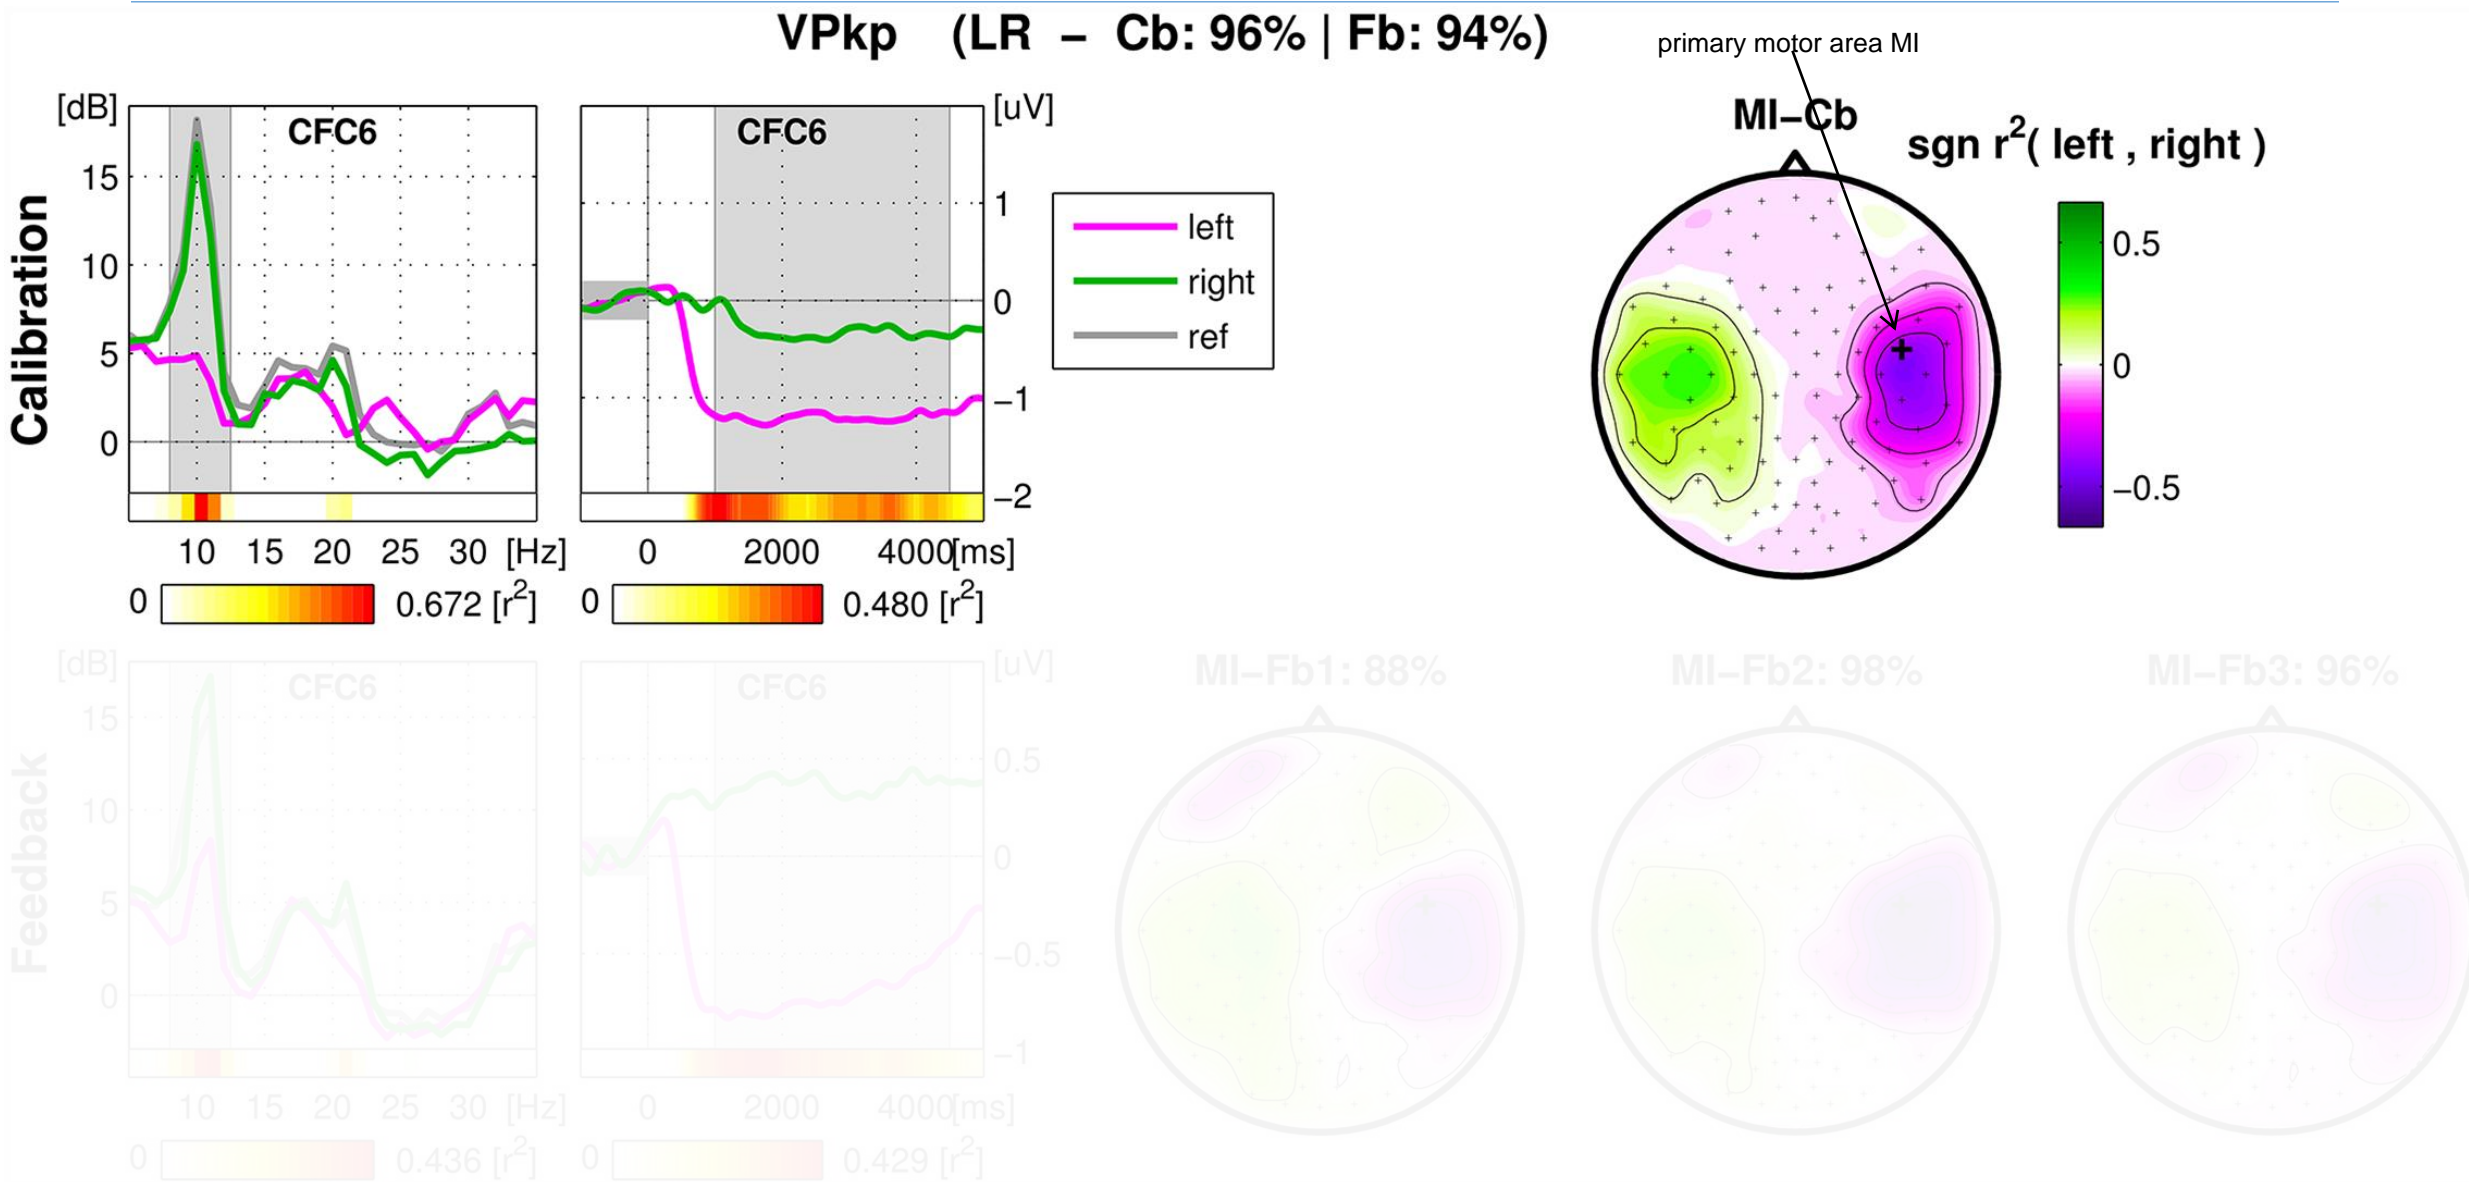 VPkp (LR – Cb: 96% | Fb: 94%)
primary motor area MI
Calibration
[dB]
CFC6
15
10
5
0
10 15 20 25 30 [Hz]
0 0.672 [r²]
CFC6
[uV]
1
0
−1
−2
0 2000 4000[ms]
0 0.480 [r²]
left
right
ref
MI–Cb
sgn r²( left , right )
0.5
0
−0.5
Feedback
[dB]
CFC6
15
10
5
0
10 15 20 25 30 [Hz]
0 0.436 [r²]
CFC6
[uV]
0.5
0
−0.5
−1
0 2000 4000[ms]
0 0.429 [r²]
MI–Fb1: 88%
MI–Fb2: 98%
MI–Fb3: 96%